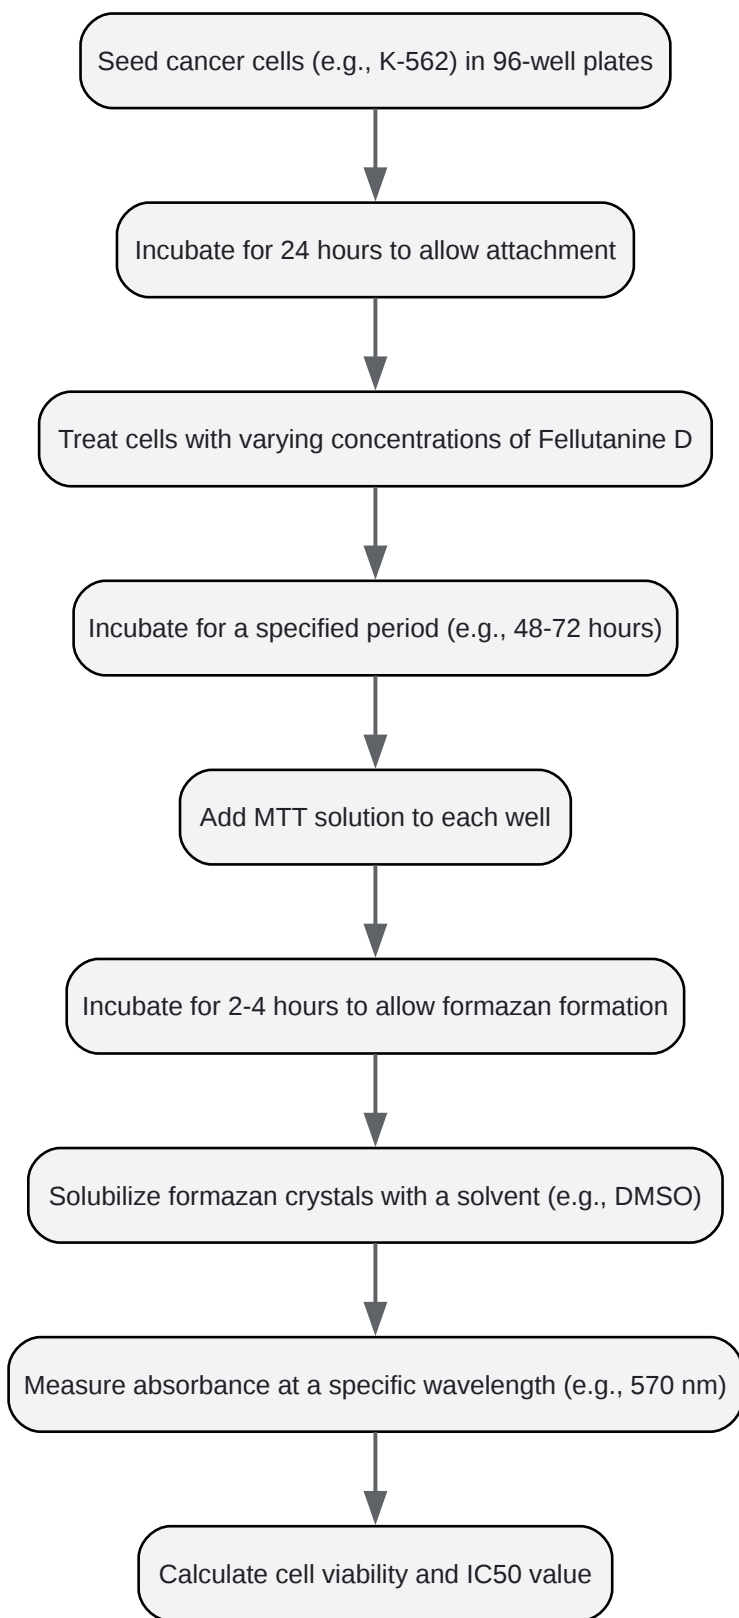 Seed cancer cells (e.g., K-562) in 96-well plates
Incubate for 24 hours to allow attachment
Treat cells with varying concentrations of Fellutanine D
Incubate for a specified period (e.g., 48-72 hours)
Add MTT solution to each well
Incubate for 2-4 hours to allow formazan formation
Solubilize formazan crystals with a solvent (e.g., DMSO)
Measure absorbance at a specific wavelength (e.g., 570 nm)
Calculate cell viability and IC50 value